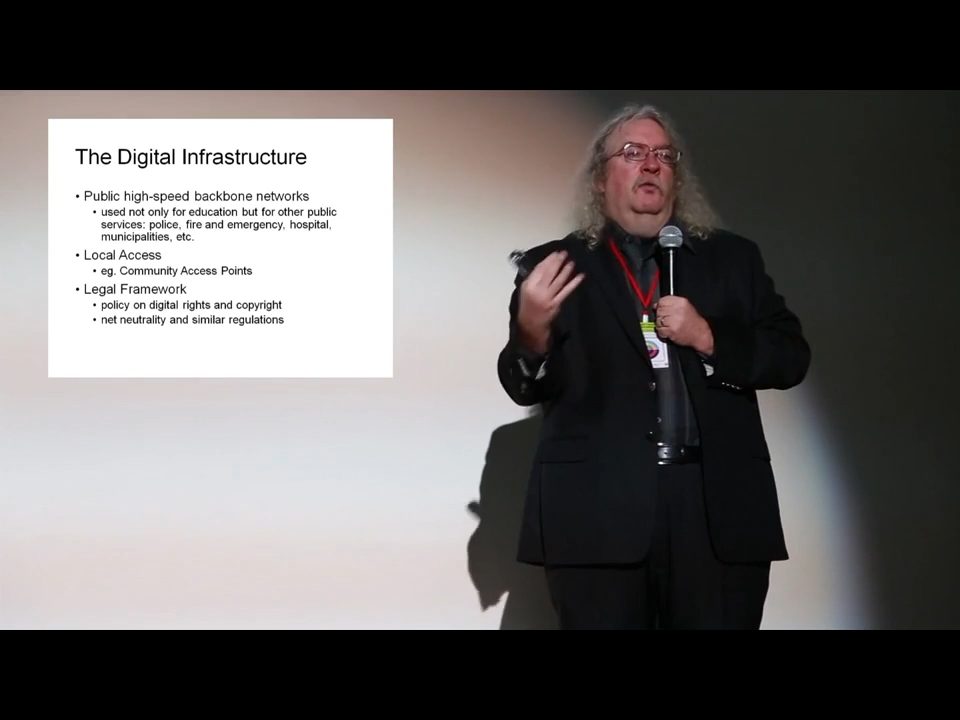 The Digital Infrastructure
• Public high-speed backbone networks
• used not only for education but for other public
services: police, fire and emergency, hospital,
municipalities, etc.
• Local Access
• eg. Community Access Points
• Legal Framework
• policy on digital rights and copyright
• net neutrality and similar regulations